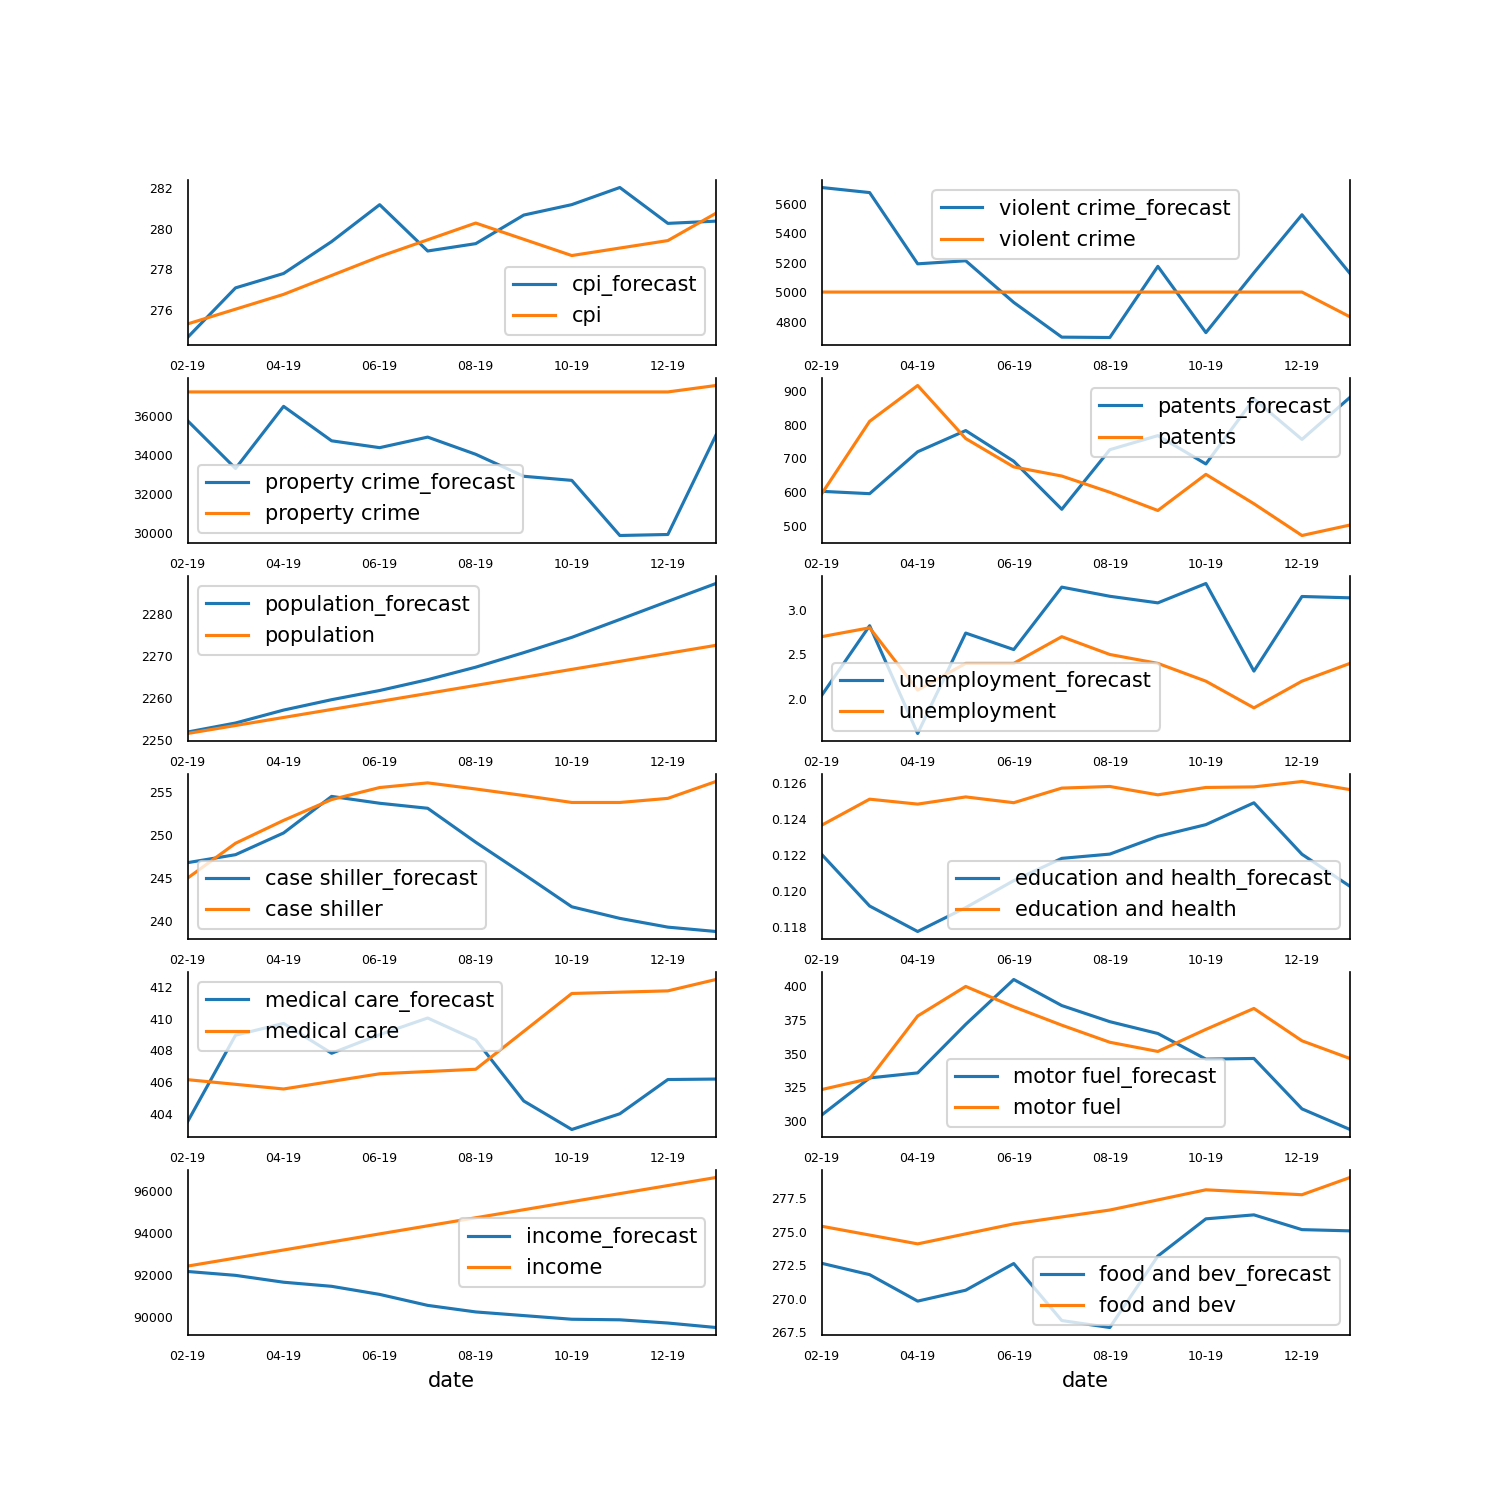 282
280
278
276
cpi_forecast
cpi
02-19 04-19 06-19 08-19 10-19 12-19
5600
5400
5200
5000
4800
violent crime_forecast
violent crime
02-19 04-19 06-19 08-19 10-19 12-19
36000
34000
32000
30000
property crime_forecast
property crime
02-19 04-19 06-19 08-19 10-19 12-19
900
800
700
600
500
patents_forecast
patents
02-19 04-19 06-19 08-19 10-19 12-19
2280
2270
2260
2250
population_forecast
population
02-19 04-19 06-19 08-19 10-19 12-19
3.0
2.5
2.0
unemployment_forecast
unemployment
02-19 04-19 06-19 08-19 10-19 12-19
255
250
245
240
case shiller_forecast
case shiller
02-19 04-19 06-19 08-19 10-19 12-19
0.126
0.124
0.122
0.120
0.118
education and health_forecast
education and health
02-19 04-19 06-19 08-19 10-19 12-19
412
410
408
406
404
medical care_forecast
medical care
02-19 04-19 06-19 08-19 10-19 12-19
400
375
350
325
300
motor fuel_forecast
motor fuel
02-19 04-19 06-19 08-19 10-19 12-19
96000
94000
92000
90000
income_forecast
income
02-19 04-19 06-19 08-19 10-19 12-19
date
277.5
275.0
272.5
270.0
267.5
food and bev_forecast
food and bev
02-19 04-19 06-19 08-19 10-19 12-19
date